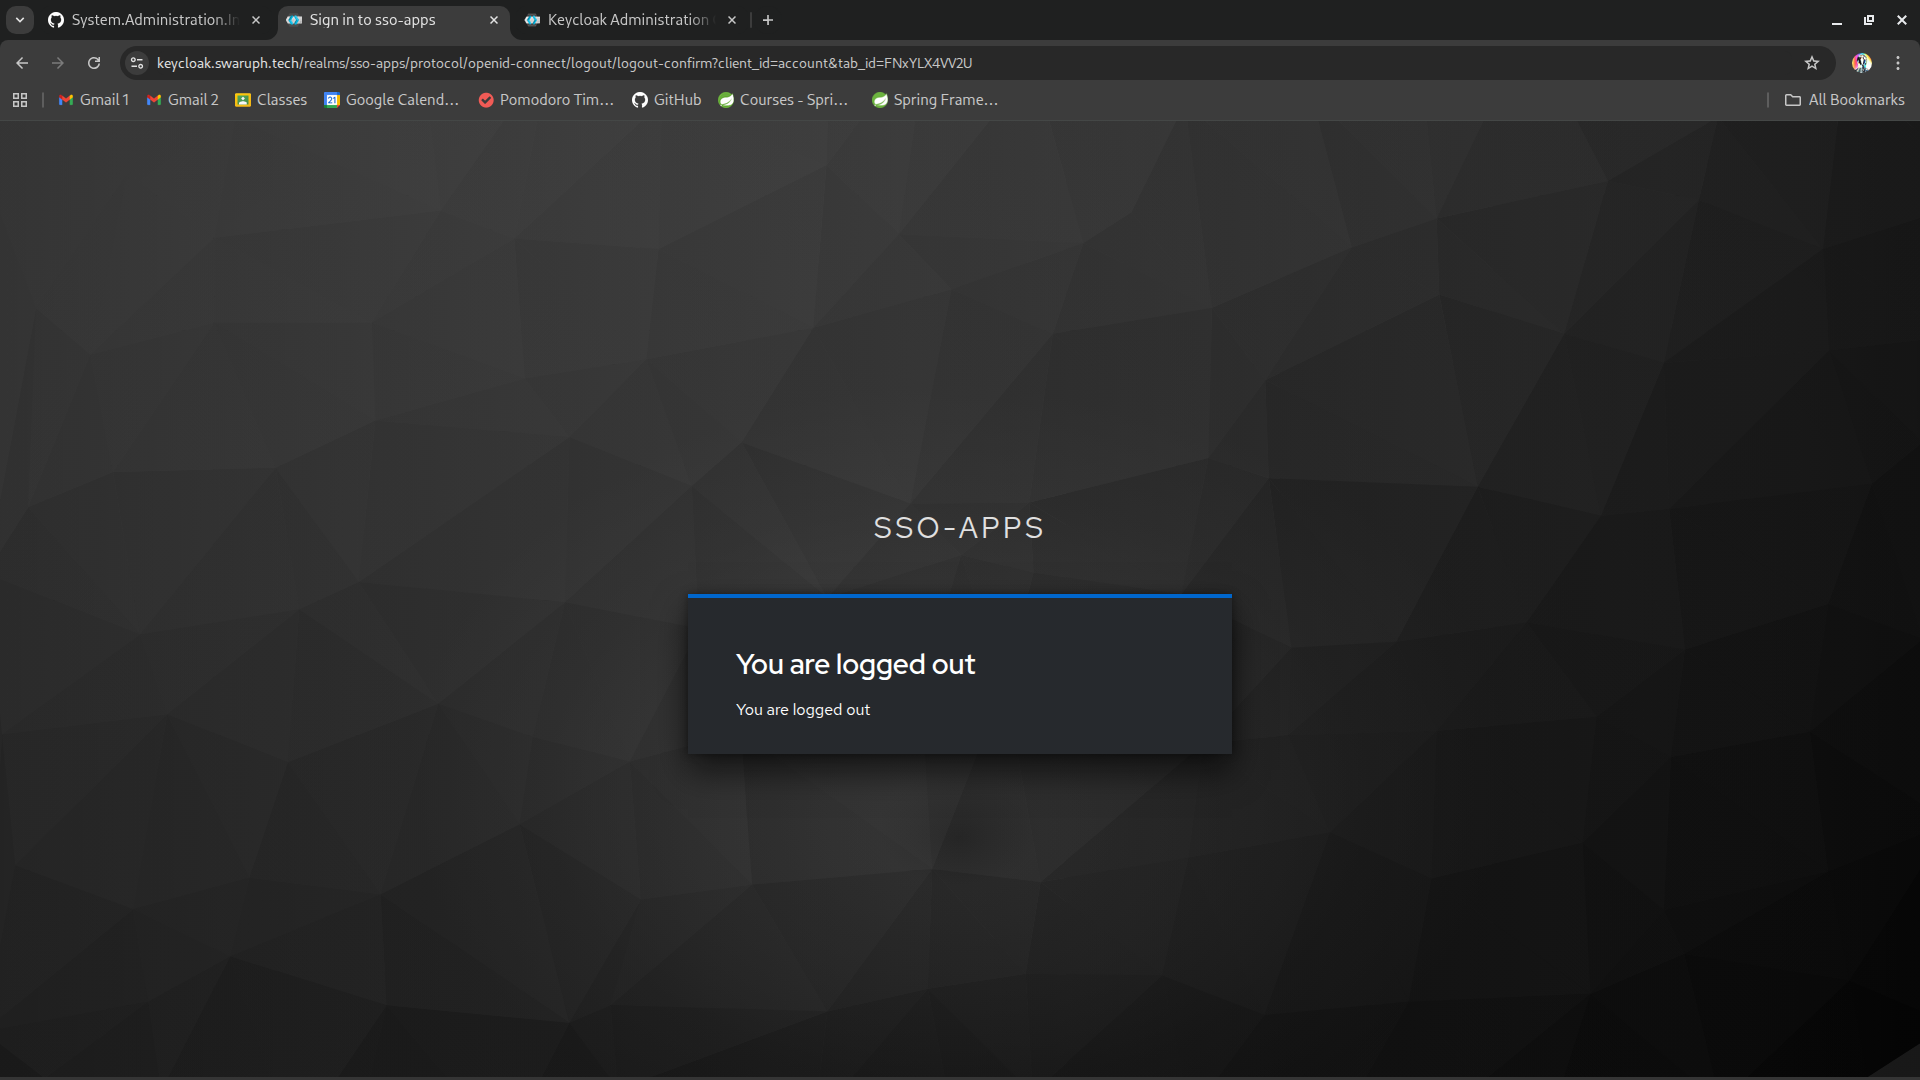 System.Administration.
Sign in to sso-apps
Keycloak Administration
keycloak.swaruph.tech/realms/sso-apps/protocol/openid-connect/logout/logout-confirm?client_id=account&tab_id=FNxYLX4VV2U
Gmail 1
Gmail 2
21
Classes
Google Calend...
Pomodoro Tim...
GitHub
Courses - Spri...
Spring Frame...
All Bookmarks
SSO-APPS
You are logged out
You are logged out